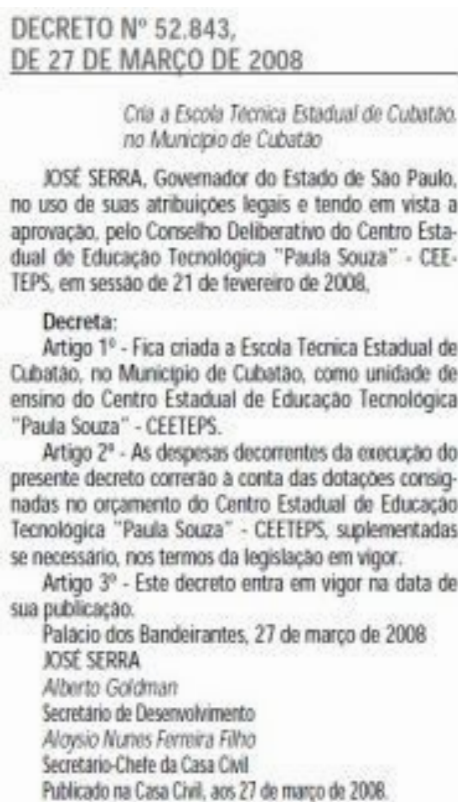 DECRETO Nº 52.843,
DE 27 DE MARÇO DE 2008
Cria a Escola Técnica Estadual de Cubatão,
no Município de Cubatão
JOSÉ SERRA, Governador do Estado de São Paulo,
no uso de suas atribuições legais e tendo em vista a
aprovação, pelo Conselho Deliberativo do Centro Esta-
dual de Educação Tecnológica "Paula Souza" - CEE-
TEPS, em sessão de 21 de fevereiro de 2008,
Decreta:
Artigo 1º - Fica criada a Escola Técnica Estadual de
Cubatão, no Município de Cubatão, como unidade de
ensino do Centro Estadual de Educação Tecnológica
"Paula Souza" - CEETEPS.
Artigo 2º - As despesas decorrentes da execução do
presente decreto correrão à conta das dotações consig-
nadas no orçamento do Centro Estadual de Educação
Tecnológica "Paula Souza" - CEETEPS, suplementadas
se necessário, nos termos da legislação em vigor.
Artigo 3º - Este decreto entra em vigor na data de
sua publicação.
Palácio dos Bandeirantes, 27 de março de 2008
JOSÉ SERRA
Alberto Goldman
Secretário de Desenvolvimento
Aloysio Nunes Ferreira Filho
Secretário-Chefe da Casa Civil
Publicado na Casa Civil, aos 27 de março de 2008.